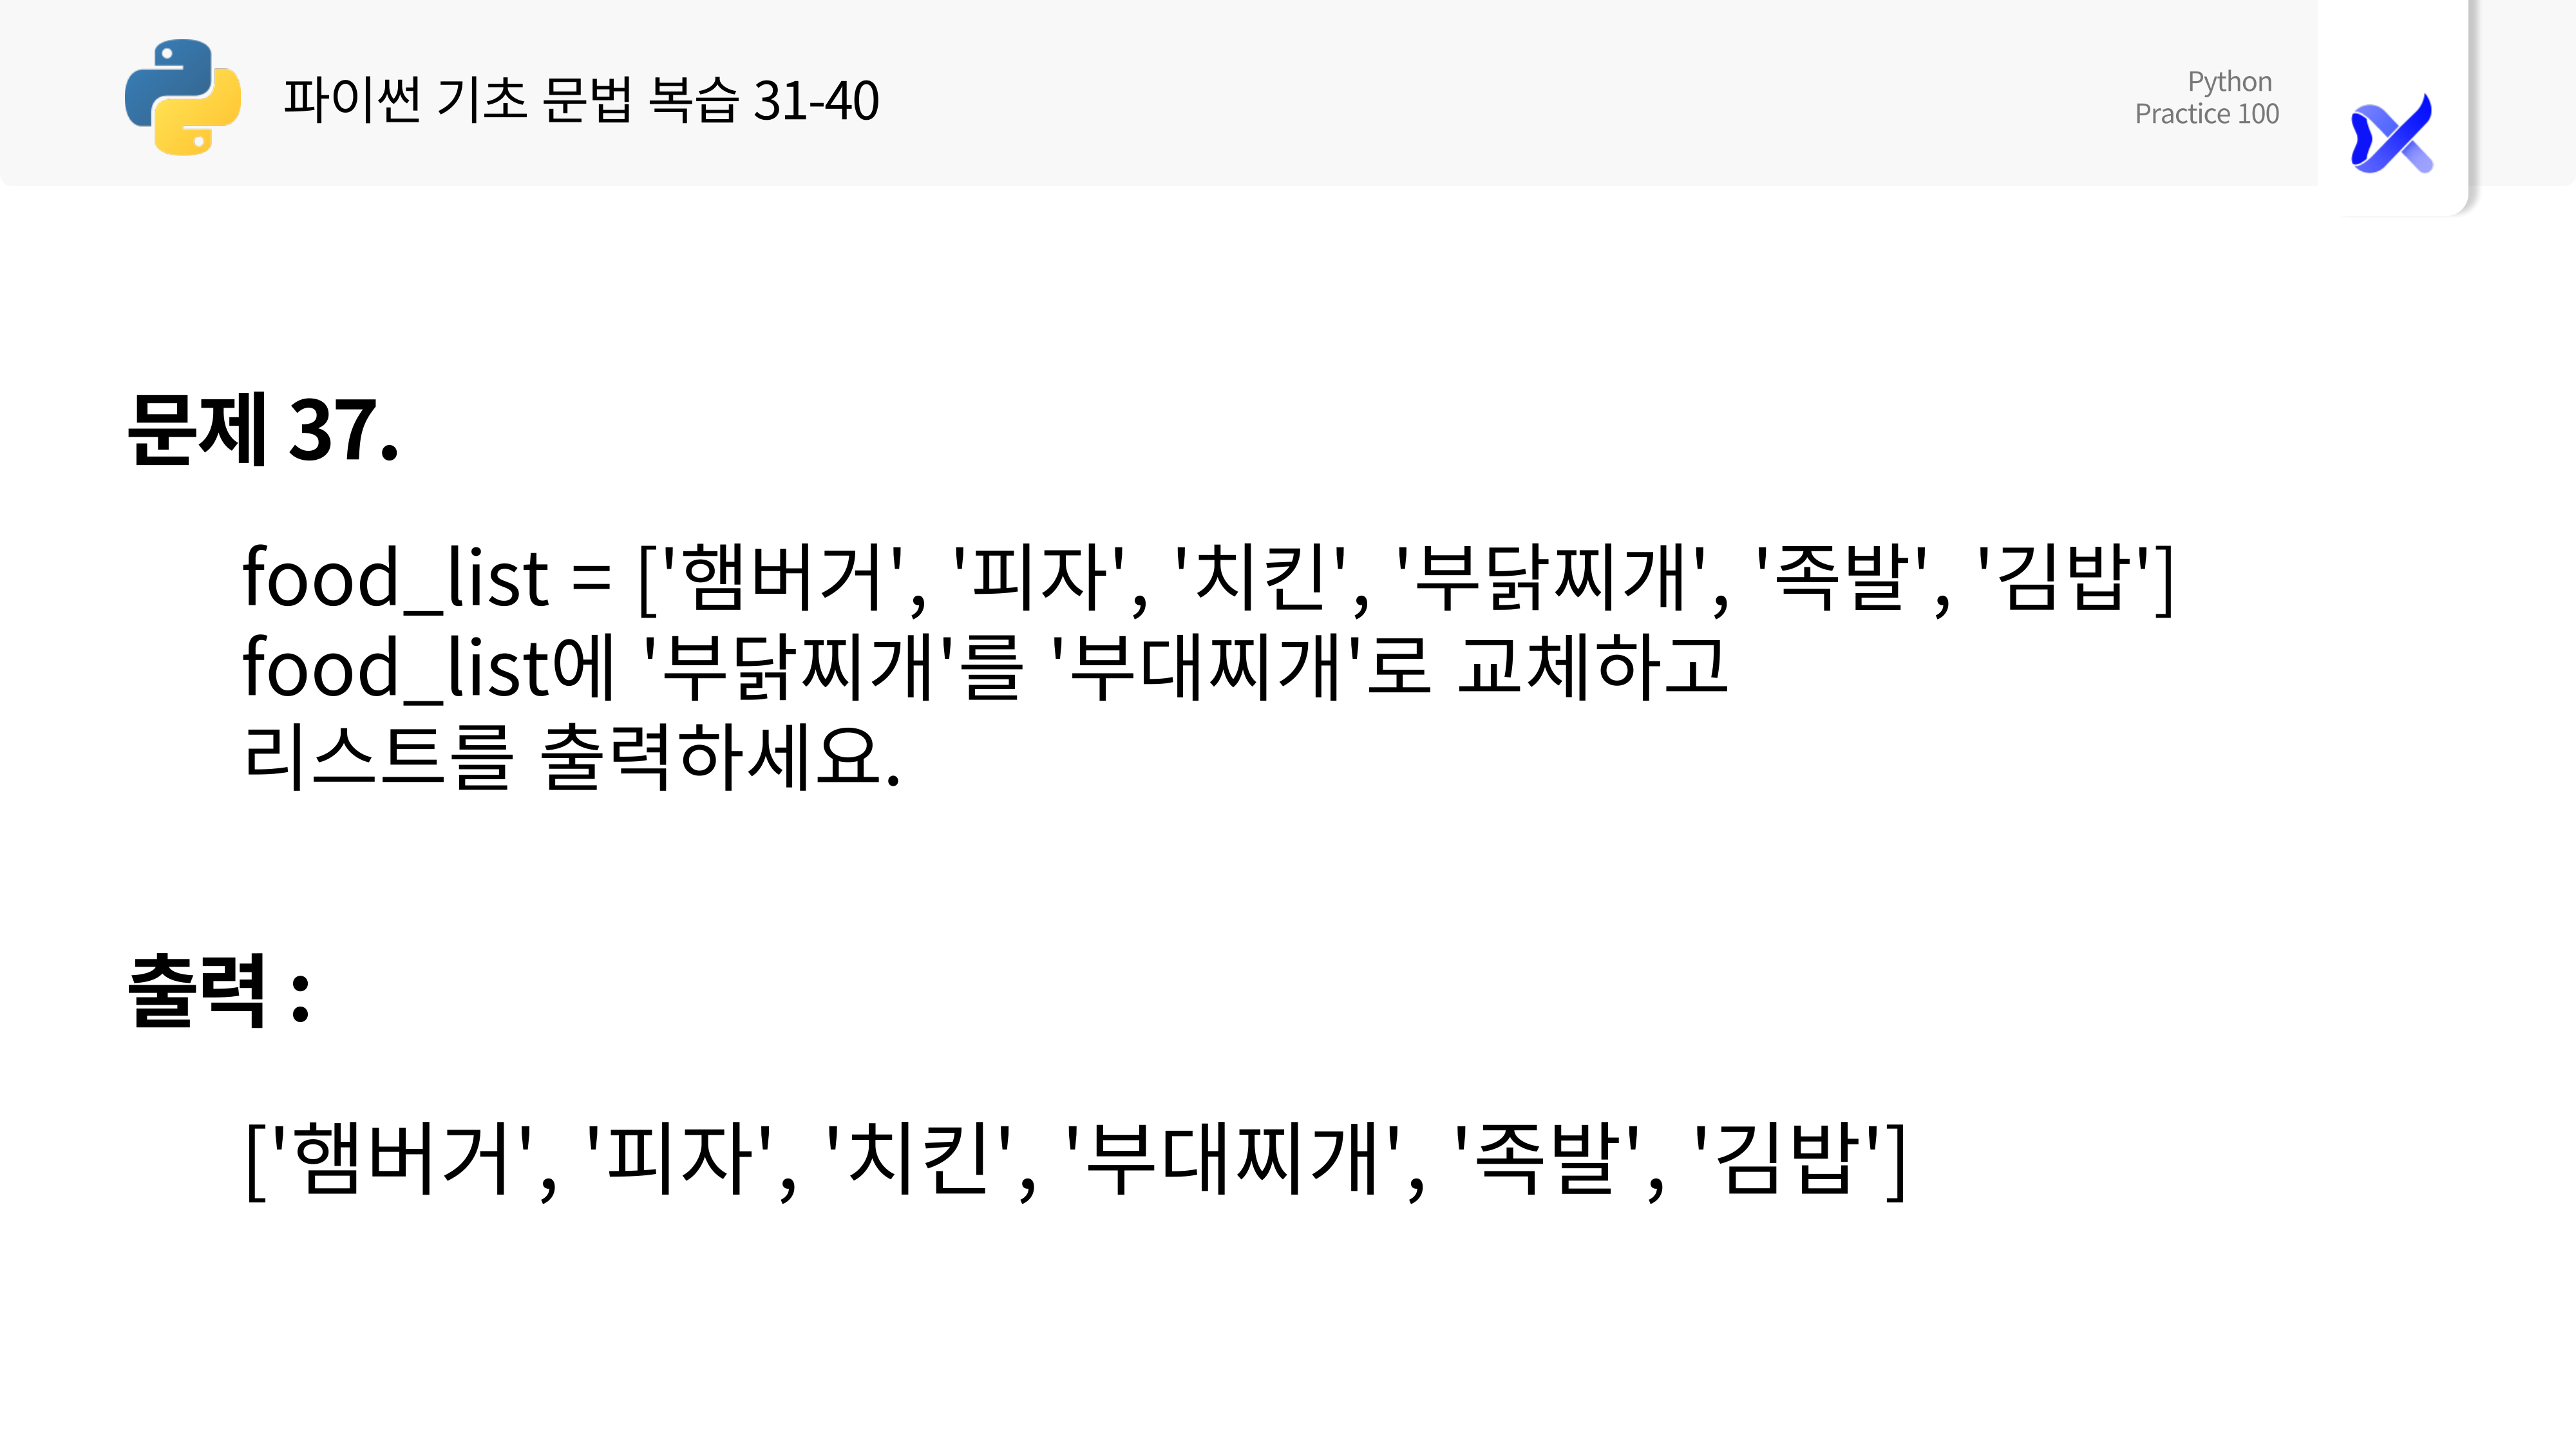 파이썬 기초 문법 복습 31-40
Python
Practice 100
문제 37.
food_list = ['햄버거', '피자', '치킨', '부닭찌개', '족발', '김밥']
food_list에 '부닭찌개'를 '부대찌개'로 교체하고
리스트를 출력하세요.
출력 :
['햄버거', '피자', '치킨', '부대찌개', '족발', '김밥']